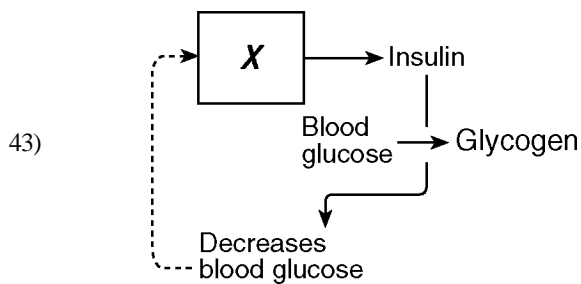 X
Insulin
43)
Blood
glucose
Glycogen
Decreases
blood glucose